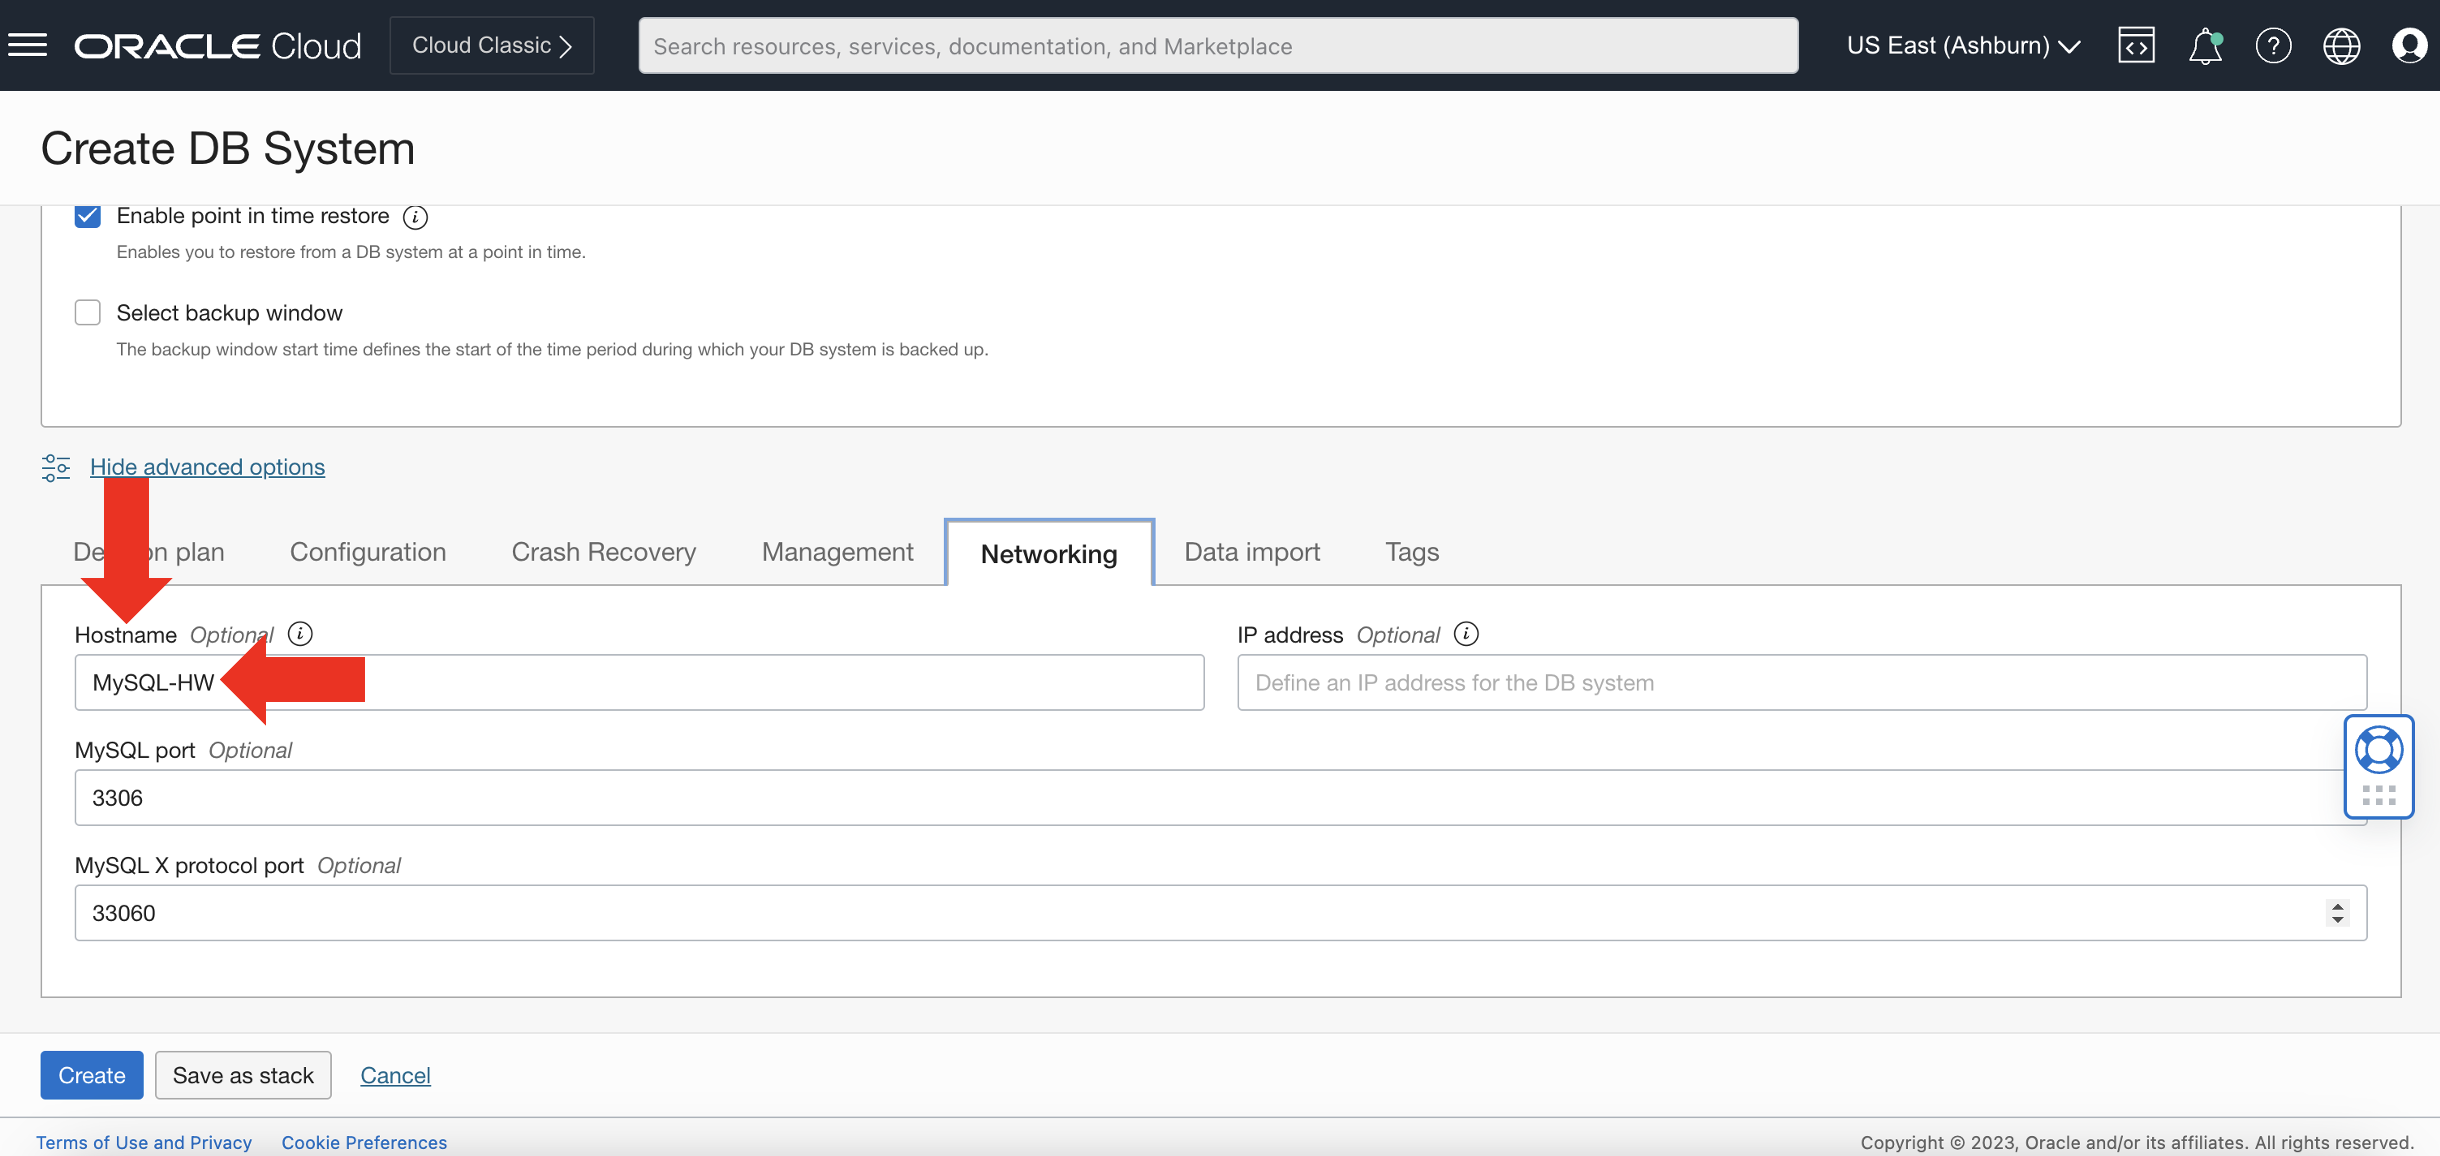 ORACLE Cloud
Cloud Classic
Search resources, services, documentation, and Marketplace
US East (Ashburn)
Create DB System
Enable point in time restore
Enables you to restore from a DB system at a point in time.
Select backup window
The backup window start time defines the start of the time period during which your DB system is backed up.
Hide advanced options
plan Configuration Crash Recovery Management Networking Data import Tags
Hostname Optional
IP address Optional
MySQL-HW
Define an IP address for the DB system
MySQL port Optional
3306
MySQL X protocol port Optional
33060
Create Save as stack Cancel
Terms of Use and Privacy Cookie Preferences
Copyright © 2023, Oracle and/or its affiliates. All rights reserved.